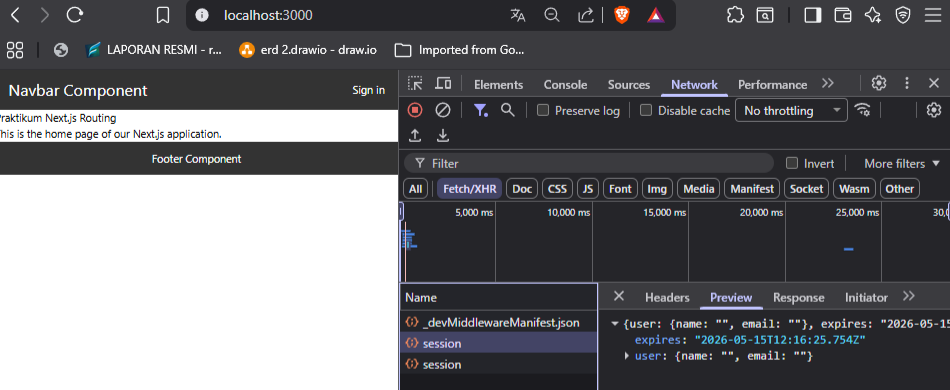 localhost:3000
LAPORAN RESMI - r...
erd 2.drawio - draw.io
Imported from Go...
Navbar Component
Sign in
Praktikum Next.js Routing
This is the home page of our Next.js application.
Footer Component
Elements
Console
Sources
Network
Performance
Preserve log
Disable cache
No throttling
Filter
Invert
More filters
All
Fetch/XHR
Doc
CSS
JS
Font
Img
Media
Manifest
Socket
Wasm
Other
5,000 ms
10,000 ms
15,000 ms
20,000 ms
25,000 ms
30,0
Name
Headers
Preview
Response
Initiator
_devMiddlewareManifest.json
session
session
{user: {name: "", email: ""}, expires: "2026-05-1
expires: "2026-05-15T12:16:25.754Z"
user: {name: "", email: ""}